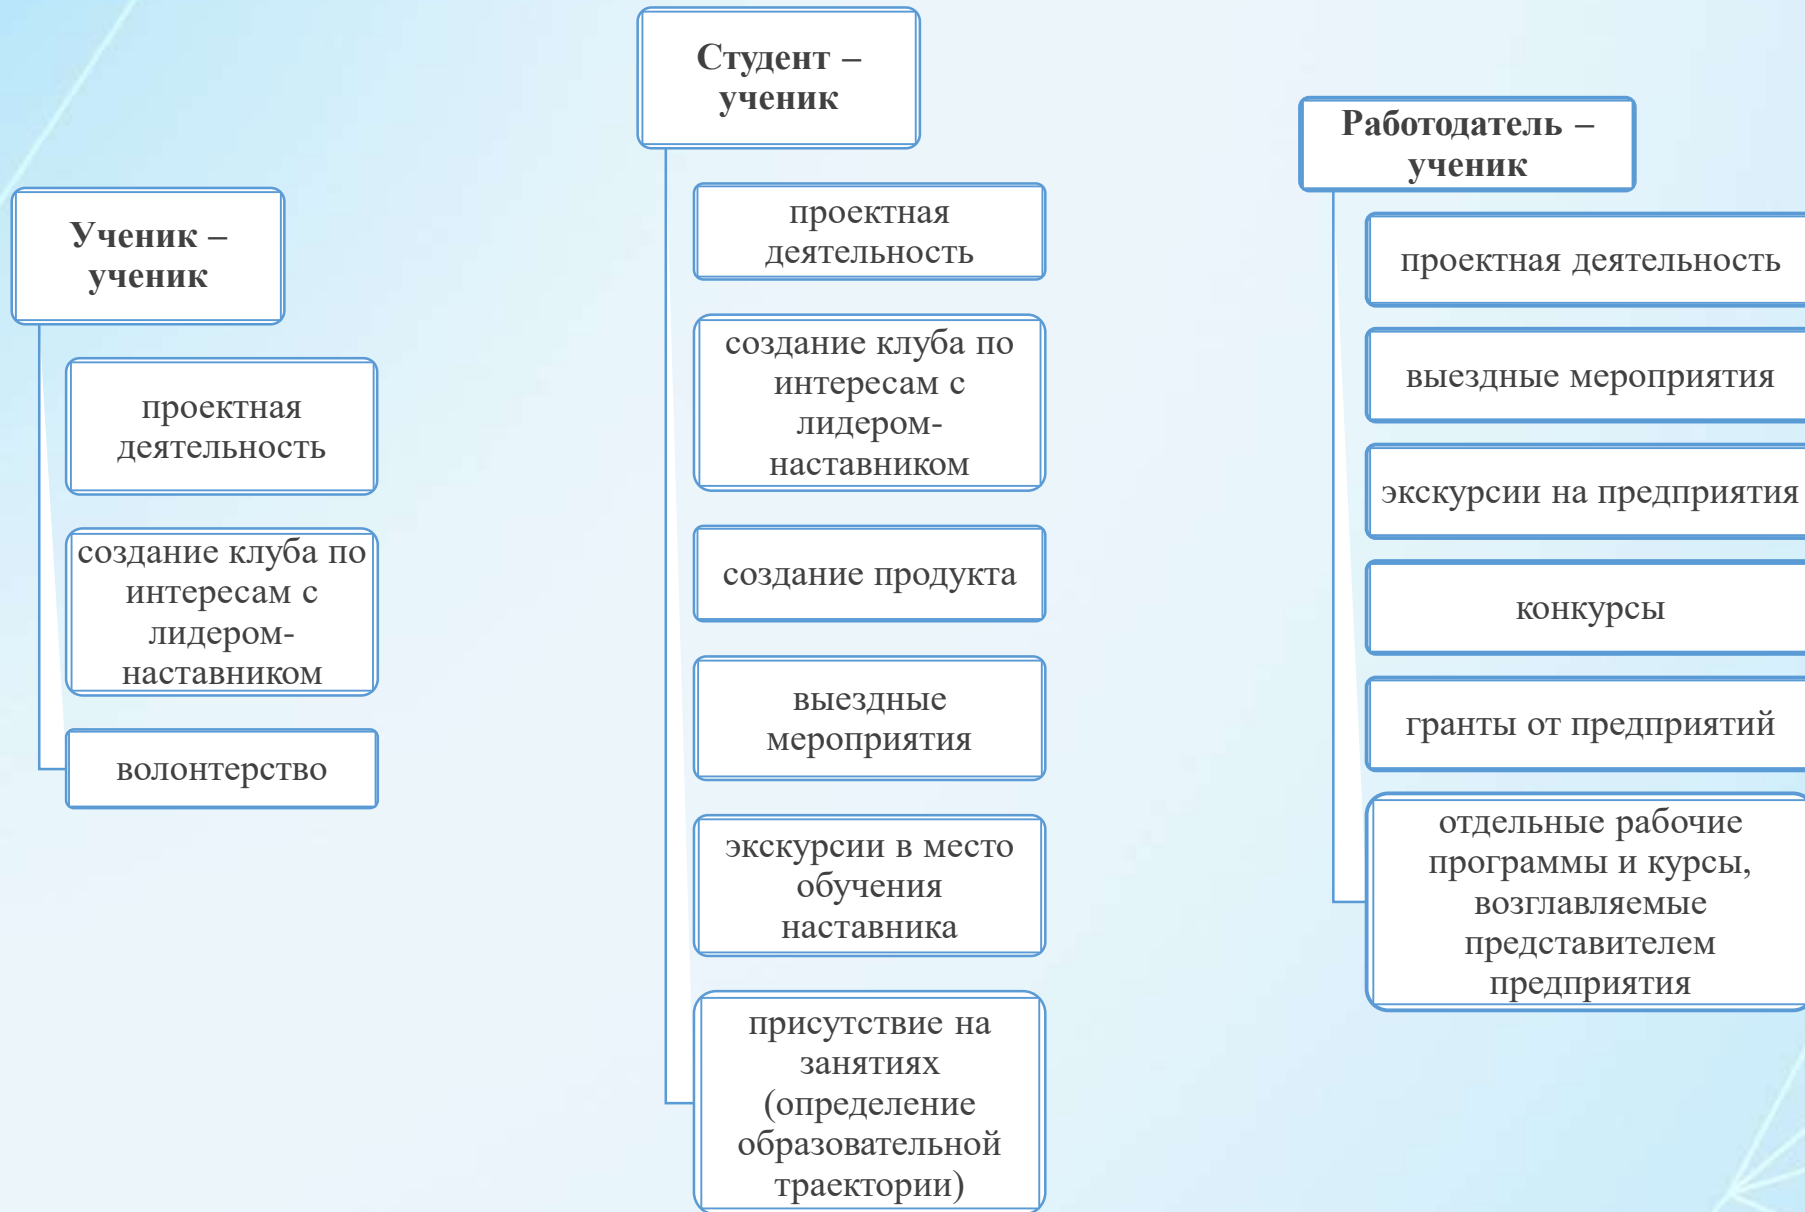 Ученик –
ученик
проектная
деятельность
создание клуба по
интересам с
лидером-
наставником
волонтерство
Студент –
ученик
проектная
деятельность
создание клуба по
интересам с
лидером-
наставником
создание продукта
выездные
мероприятия
экскурсии в место
обучения
наставника
присутствие на
занятиях
(определение
образовательной
траектории)
Работодатель –
ученик
проектная деятельность
выездные мероприятия
экскурсии на предприятия
конкурсы
гранты от предприятий
отдельные рабочие
программы и курсы,
возглавляемые
представителем
предприятия